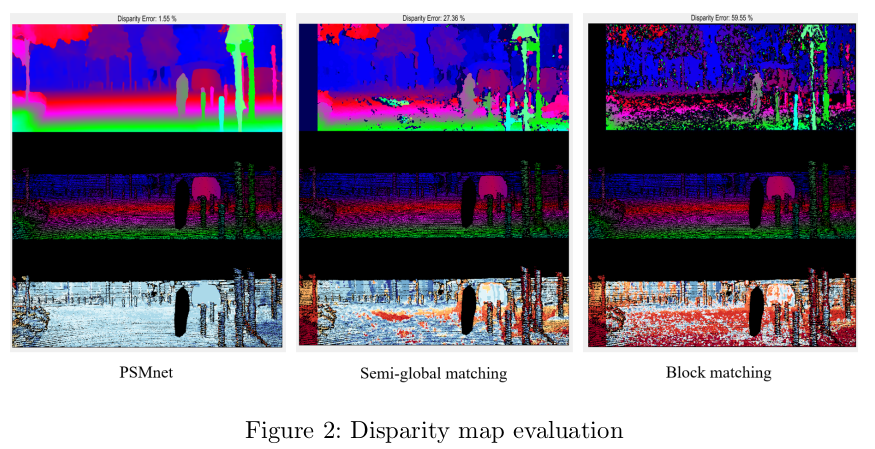 Disparity Error: 1.55 %
Disparity Error: 27.36 %
Disparity Error: 59.55 %
PSMnet
Semi-global matching
Block matching
Figure 2: Disparity map evaluation